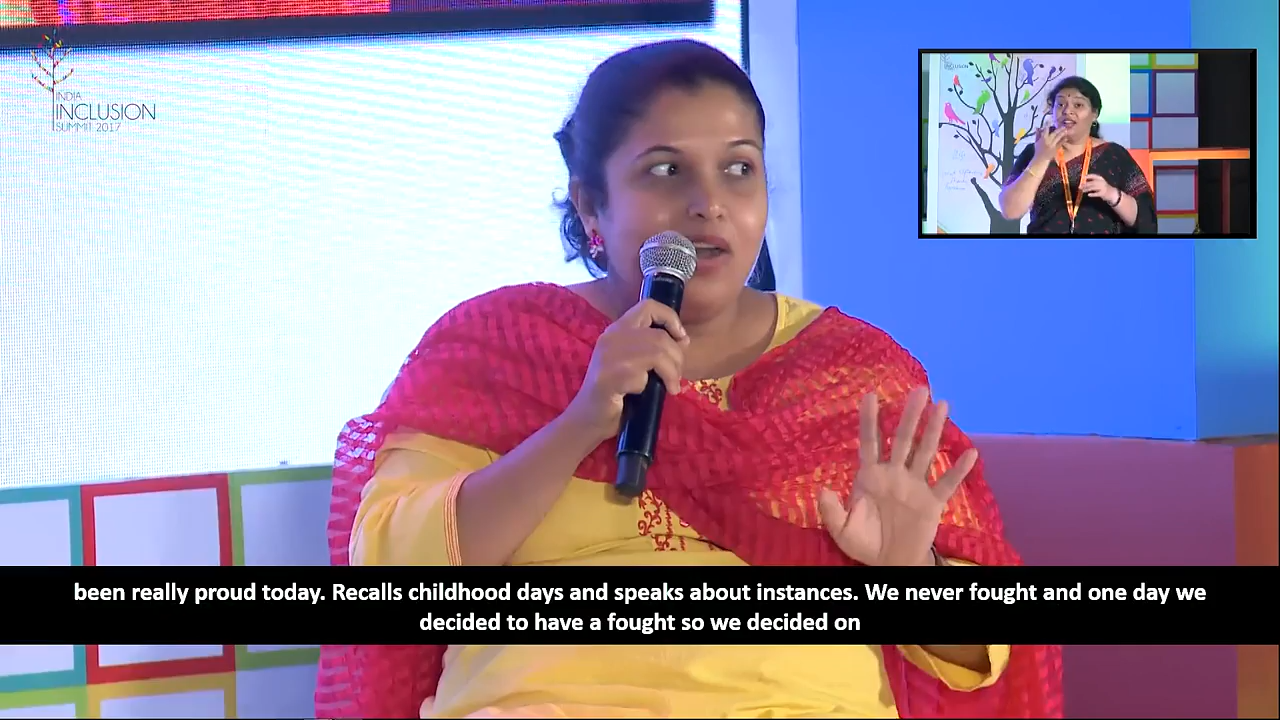 INDIA
INCLUSION
SUMMIT 2017
been really proud today. Recalls childhood days and speaks about instances. We never fought and one day we
decided to have a fought so we decided on